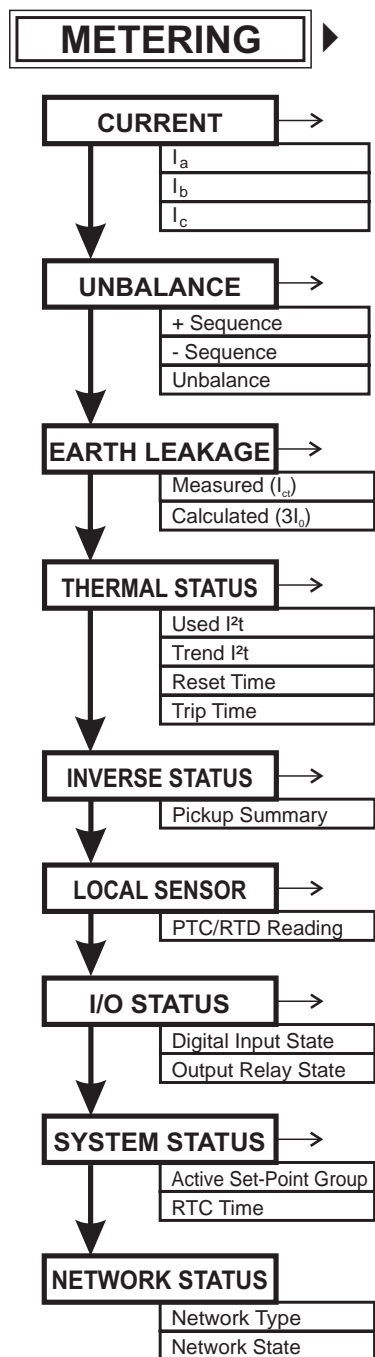 METERING
CURRENT
Ia
Ib
Ic
UNBALANCE
+ Sequence
- Sequence
Unbalance
EARTH LEAKAGE
Measured (Ict)
Calculated (3I0)
THERMAL STATUS
Used I²t
Trend I²t
Reset Time
Trip Time
INVERSE STATUS
Pickup Summary
LOCAL SENSOR
PTC/RTD Reading
I/O STATUS
Digital Input State
Output Relay State
SYSTEM STATUS
Active Set-Point Group
RTC Time
NETWORK STATUS
Network Type
Network State